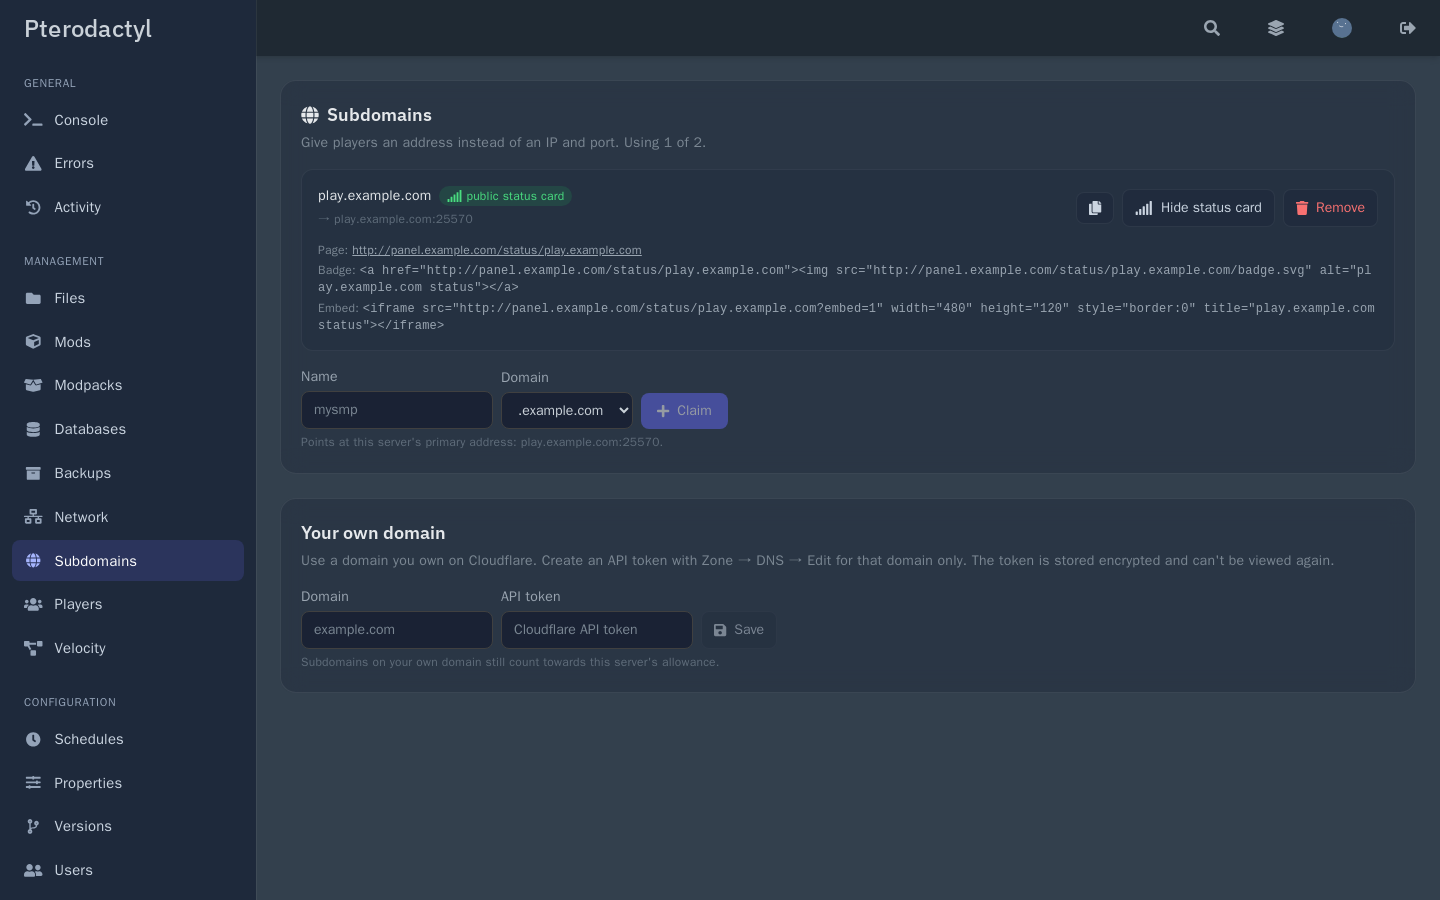 Pterodactyl
GENERAL
Console
Errors
Activity
MANAGEMENT
Files
Mods
Modpacks
Databases
Backups
Network
Subdomains
Players
Velocity
CONFIGURATION
Schedules
Properties
Versions
Users
Subdomains
Give players an address instead of an IP and port. Using 1 of 2.
play.example.com public status card
→ play.example.com:25570
Hide status card
Remove
Page: http://panel.example.com/status/play.example.com
Badge: <a href="http://panel.example.com/status/play.example.com"><img src="http://panel.example.com/status/play.example.com/badge.svg" alt="pl
ay.example.com status"></a>
Embed: <iframe src="http://panel.example.com/status/play.example.com?embed=1" width="480" height="120" style="border:0" title="play.example.com
status"></iframe>
Name
Domain
mysmp
.example.com
Claim
Points at this server's primary address: play.example.com:25570.
Your own domain
Use a domain you own on Cloudflare. Create an API token with Zone → DNS → Edit for that domain only. The token is stored encrypted and can't be viewed again.
Domain
API token
example.com
Cloudflare API token
Save
Subdomains on your own domain still count towards this server's allowance.